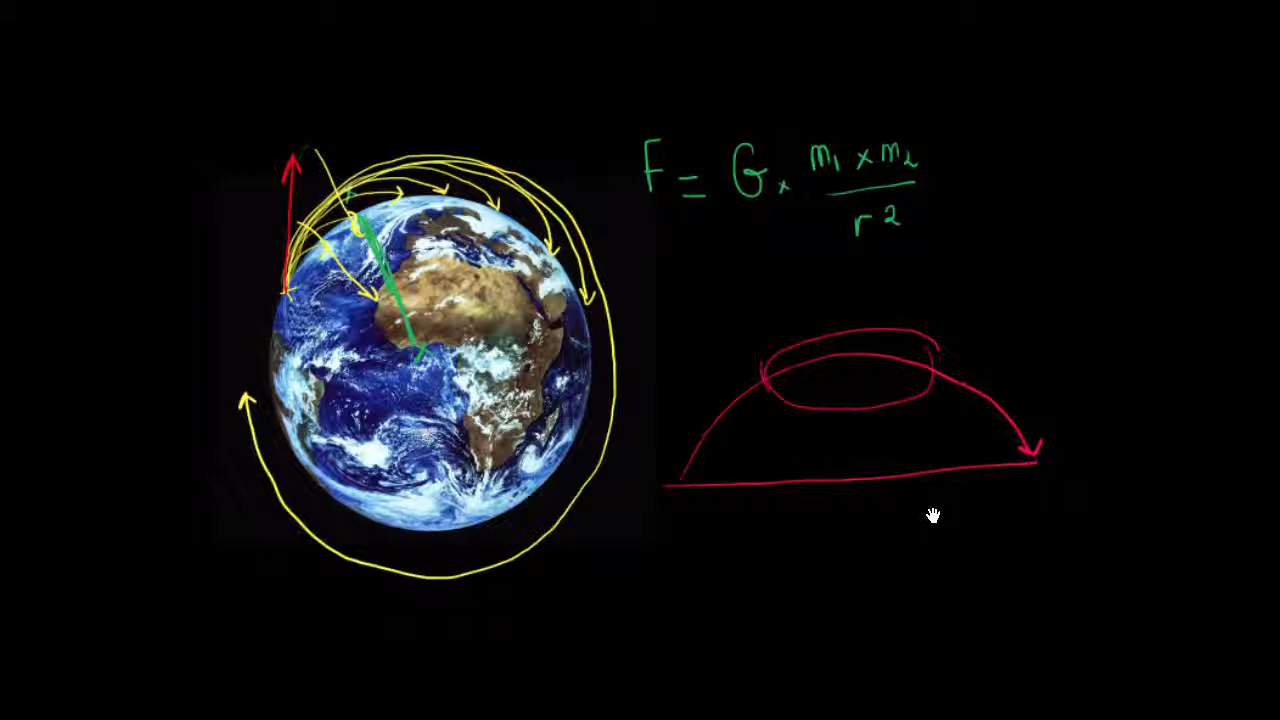 F = G × m₁ × m₂
r²